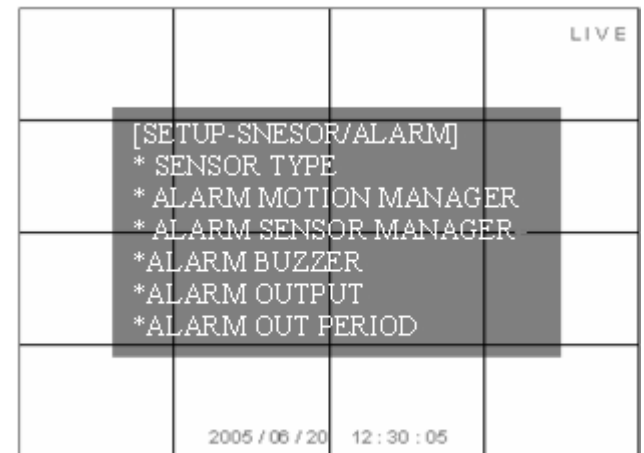 LIVE
[SETUP-SNESOR/ALARM]
* SENSOR TYPE
* ALARM MOTION MANAGER
* ALARM SENSOR MANAGER
*ALARM BUZZER
*ALARM OUTPUT
*ALARM OUT PERIOD
2005 / 06 / 20 12 : 30 : 05